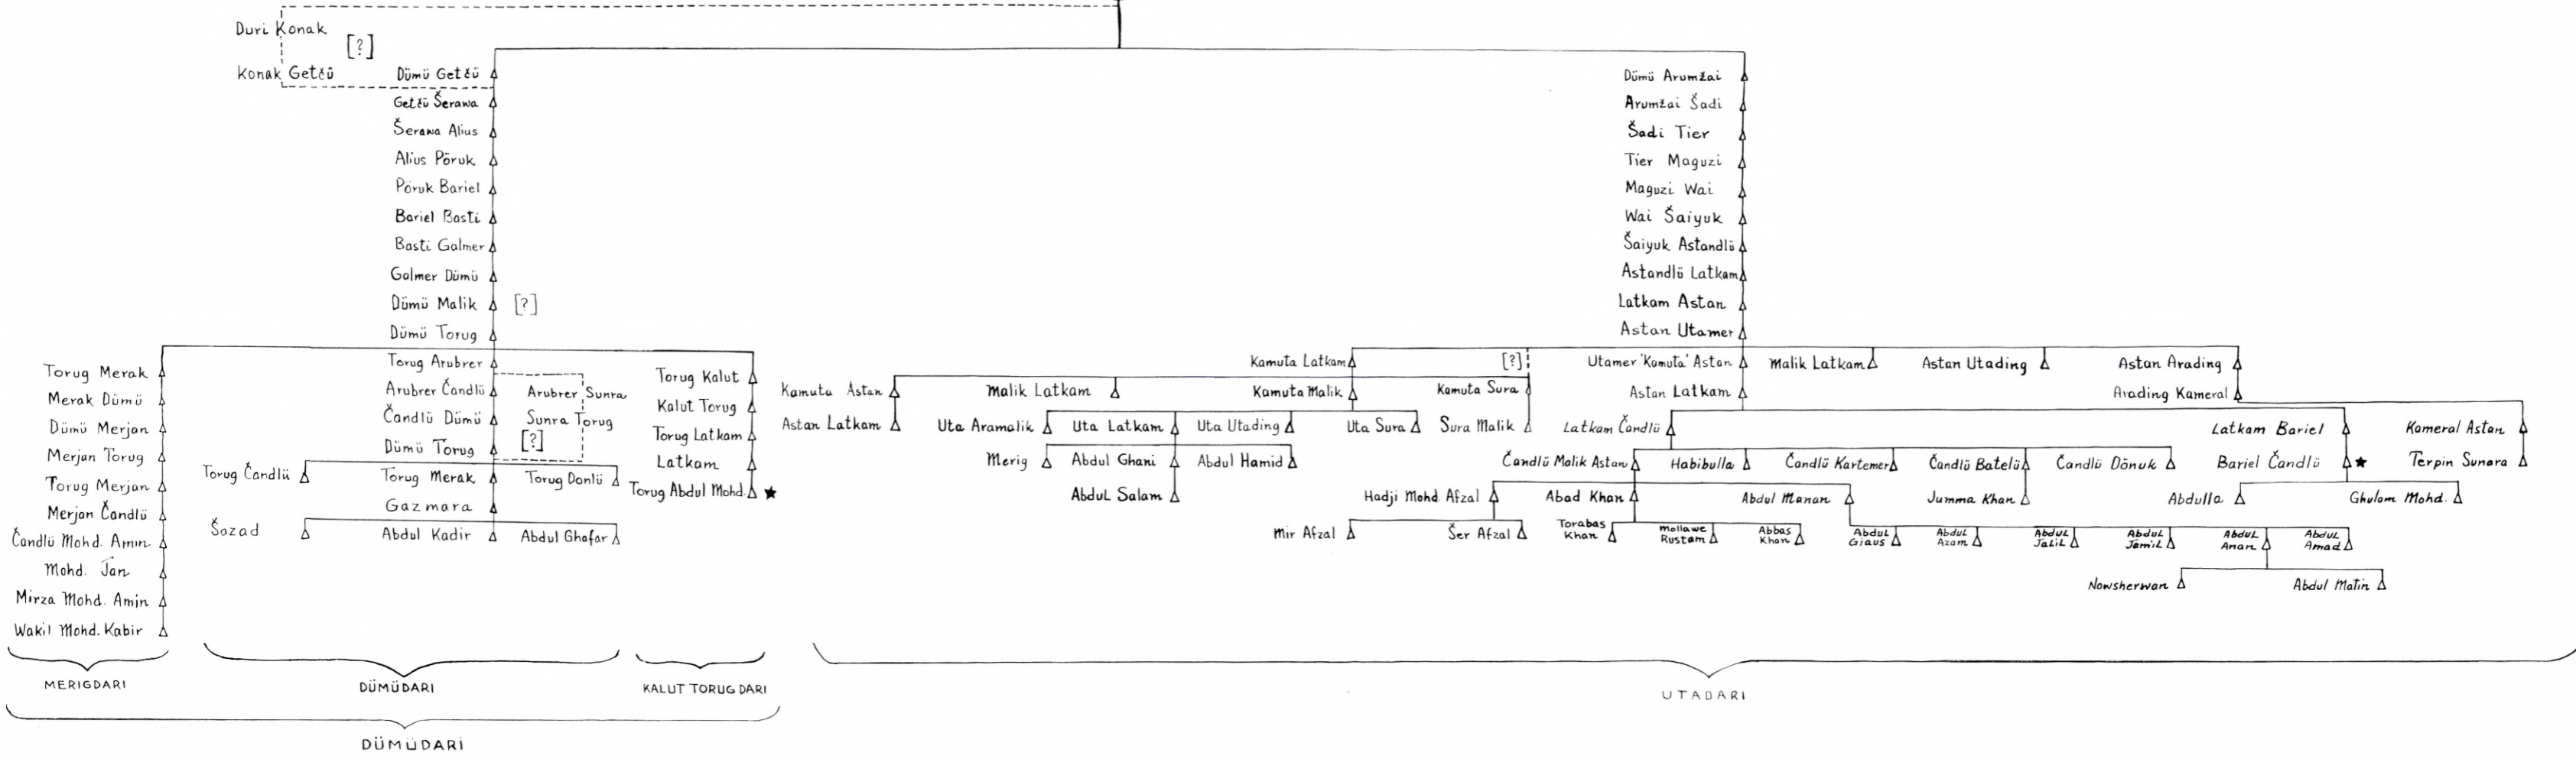 Duri Konak
[?]
Konak Getčü
Dümü Getčü
Getčü Šerawa
Šerawa Alius
Alius Pöruk
Pöruk Bariel
Bariel Basti
Basti Galmer
Galmer Dümü
Dümü Malik [?]
Dümü Torug
Torug Merak
Merak Dümü
Dümü Merjan
Merjan Torug
Torug Merjan
Merjan Čandlü
Čandlü Mohd. Amin
Mohd. Jan
Mirza Mohd. Amin
Wakil Mohd. Kabir
Torug Arubrer
Arubrer Čandlü
Čandlü Dümü
Dümü Torug
Arubrer Sunra
Sunra Torug
[?]
Torug Čandlü
Torug Merak
Torug Donlü
Gazmara
Šazad
Abdul Kadir
Abdul Ghafar
Torug Kalut
Kalut Torug
Torug Latkam
Latkam
Torug Abdul Mohd. ★
Dümü Arumžai
Arumžai Šadi
Šadi Tier
Tier Maguzi
Maguzi Wai
Wai Šaiyuk
Šaiyuk Astandlü
Astandlü Latkam
Latkam Astan
Astan Utamer
Kamuta Latkam
[?]
Utamer 'Kamuta' Astan
Malik Latkam
Astan Utading
Astan Arading
Kamuta Astan
Malik Latkam
Kamuta Malik
Kamuta Sura
Astan Latkam
Arading Kameral
Astan Latkam
Uta Aramalik
Uta Latkam
Uta Utading
Uta Sura
Sura Malik
Latkam Čandlü
Latkam Bariel
Kameral Astan
Merig
Abdul Ghani
Abdul Hamid
Čandlü Malik Astan
Habibulla
Čandlü Kartemer
Čandlü Batelü
Čandlü Dönuk
Bariel Čandlü ★
Terpin Sunara
Abdul Salam
Hadji Mohd. Afzal
Abad Khan
Abdul Manan
Jumma Khan
Abdulla
Ghulam Mohd.
Mir Afzal
Šer Afzal
Torabas
Khan
Mollawe
Rustam
Abbas
Khan
Abdul
Giaus
Abdul
Azam
Abdul
Jalil
Abdul
Jamil
Abdul
Anan
Abdul
Amad
Nowsherwan
Abdul Matin
MERIGDARI
DÜMÜDARI
KALUT TORUG DARI
UTADARI
DÜMÜDARI